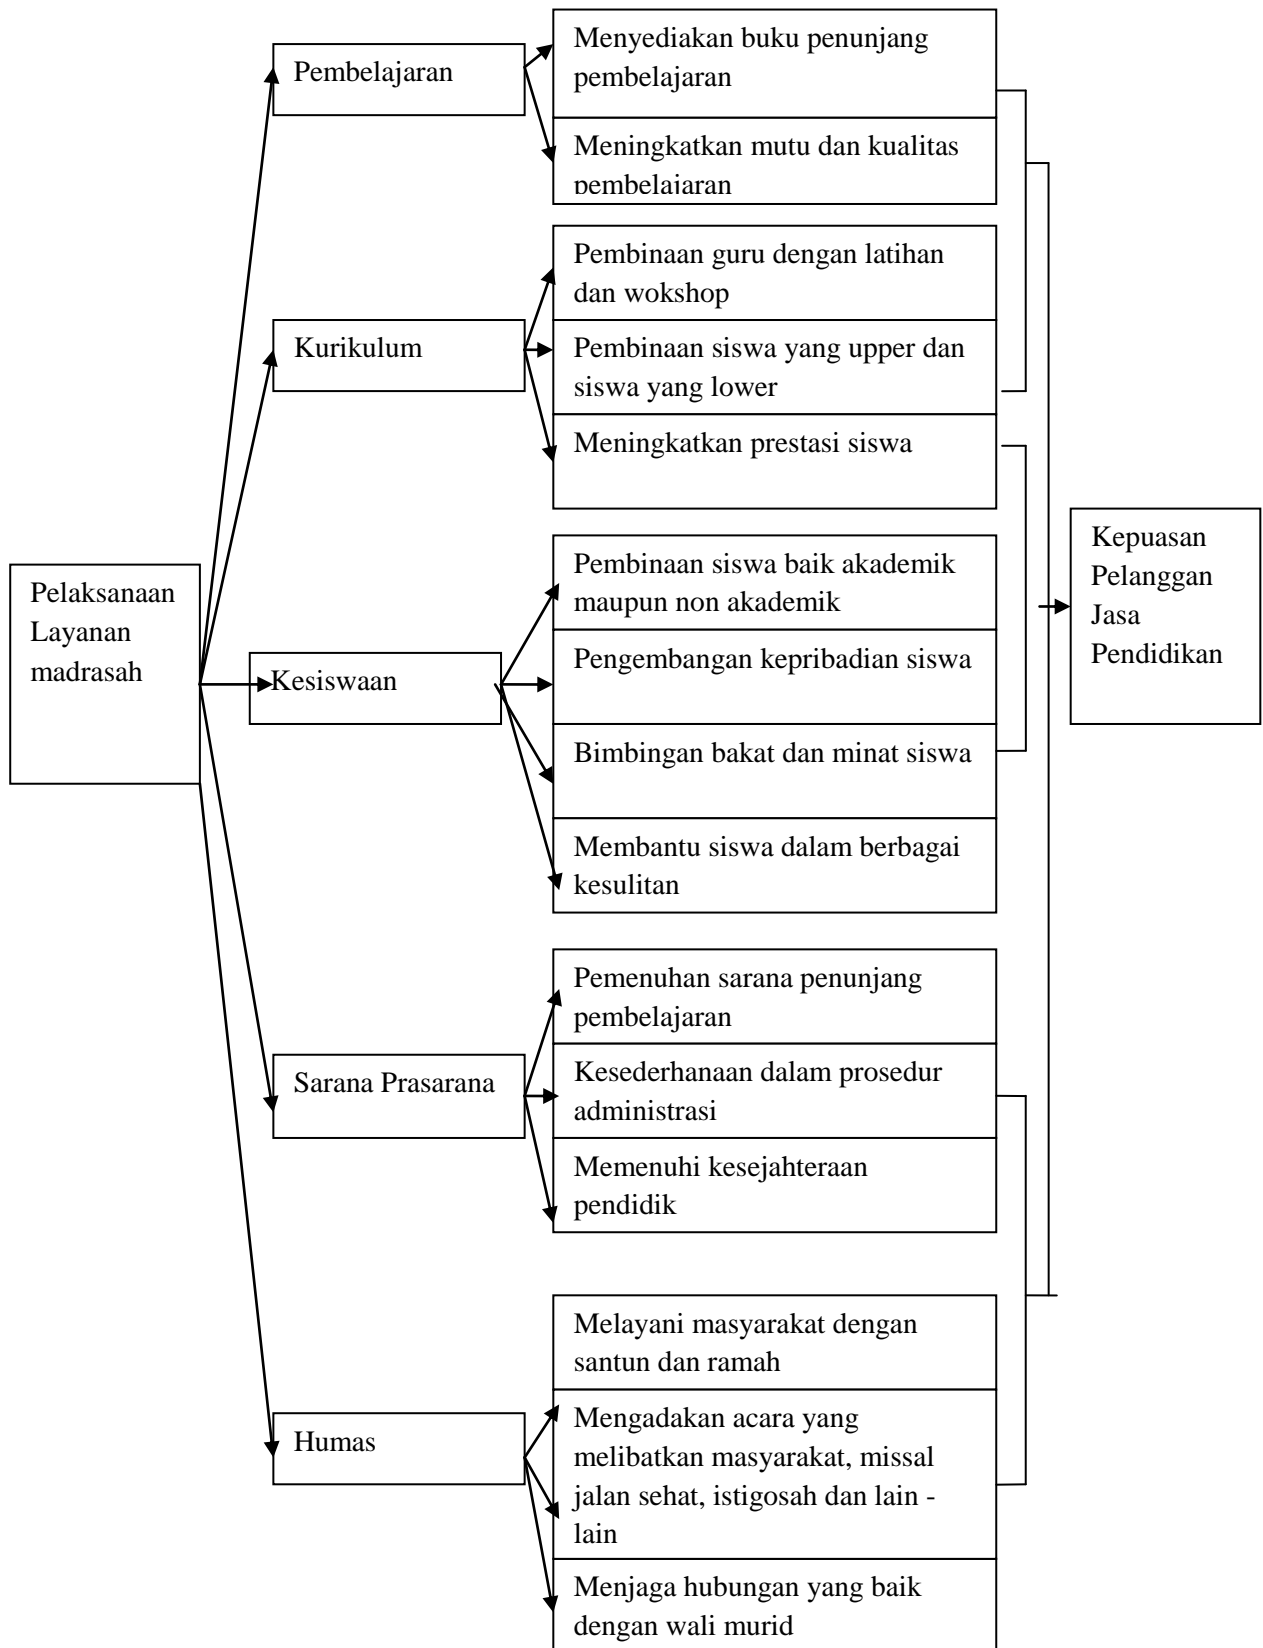 Menyediakan buku penunjang
pembelajaran
Pembelajaran
Meningkatkan mutu dan kualitas
pembelajaran
Pembinaan guru dengan latihan
dan wokshop
Kurikulum
Pembinaan siswa yang upper dan
siswa yang lower
Meningkatkan prestasi siswa
Kepuasan
Pelanggan
Jasa
Pendidikan
Pelaksanaan
Layanan
madrasah
Pembinaan siswa baik akademik
maupun non akademik
Kesiswaan
Pengembangan kepribadian siswa
Bimbingan bakat dan minat siswa
Membantu siswa dalam berbagai
kesulitan
Pemenuhan sarana penunjang
pembelajaran
Sarana Prasarana
Kesederhanaan dalam prosedur
administrasi
Memenuhi kesejahteraan
pendidik
Melayani masyarakat dengan
santun dan ramah
Humas
Mengadakan acara yang
melibatkan masyarakat, missal
jalan sehat, istigosah dan lain -
lain
Menjaga hubungan yang baik
dengan wali murid